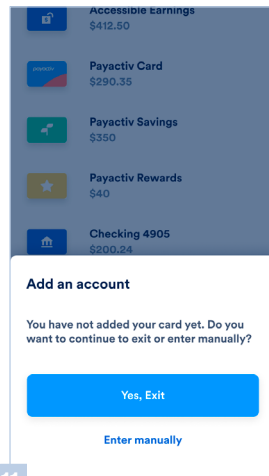 Accessible Earnings
$412.50
payactiv
Payactiv Card
$290.35
Payactiv Savings
$350
Payactiv Rewards
$40
Checking 4905
$200.24
Add an account
You have not added your card yet. Do you
want to continue to exit or enter manually?
Yes, Exit
Enter manually
11